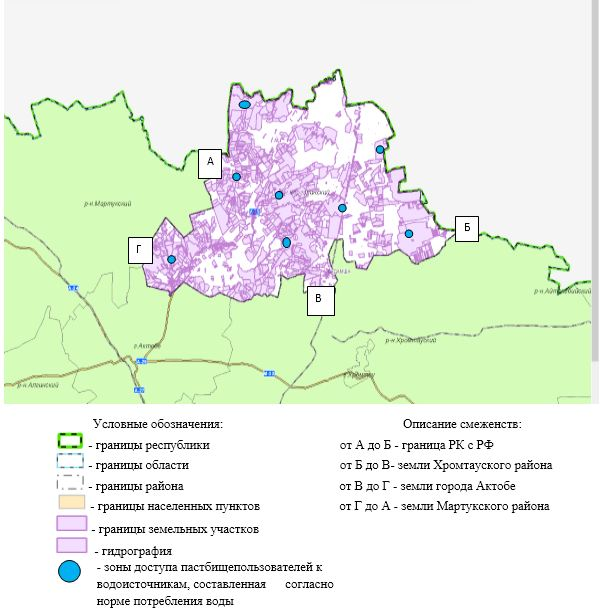 А
р-н Мартукский
Б
Г
В
р-н Хромтауский
г.Актобе
р-н Алгинский
Условные обозначения:
- границы республики
- границы области
- границы района
- границы населенных пунктов
- границы земельных участков
- гидрография
- зоны доступа пастбищепользователей к
водоисточникам, составленная согласно
норме потребления воды
Описание смеженств:
от А до Б - граница РК с РФ
от Б до В- земли Хромтауского района
от В до Г - земли города Актобе
от Г до А - земли Мартукского района